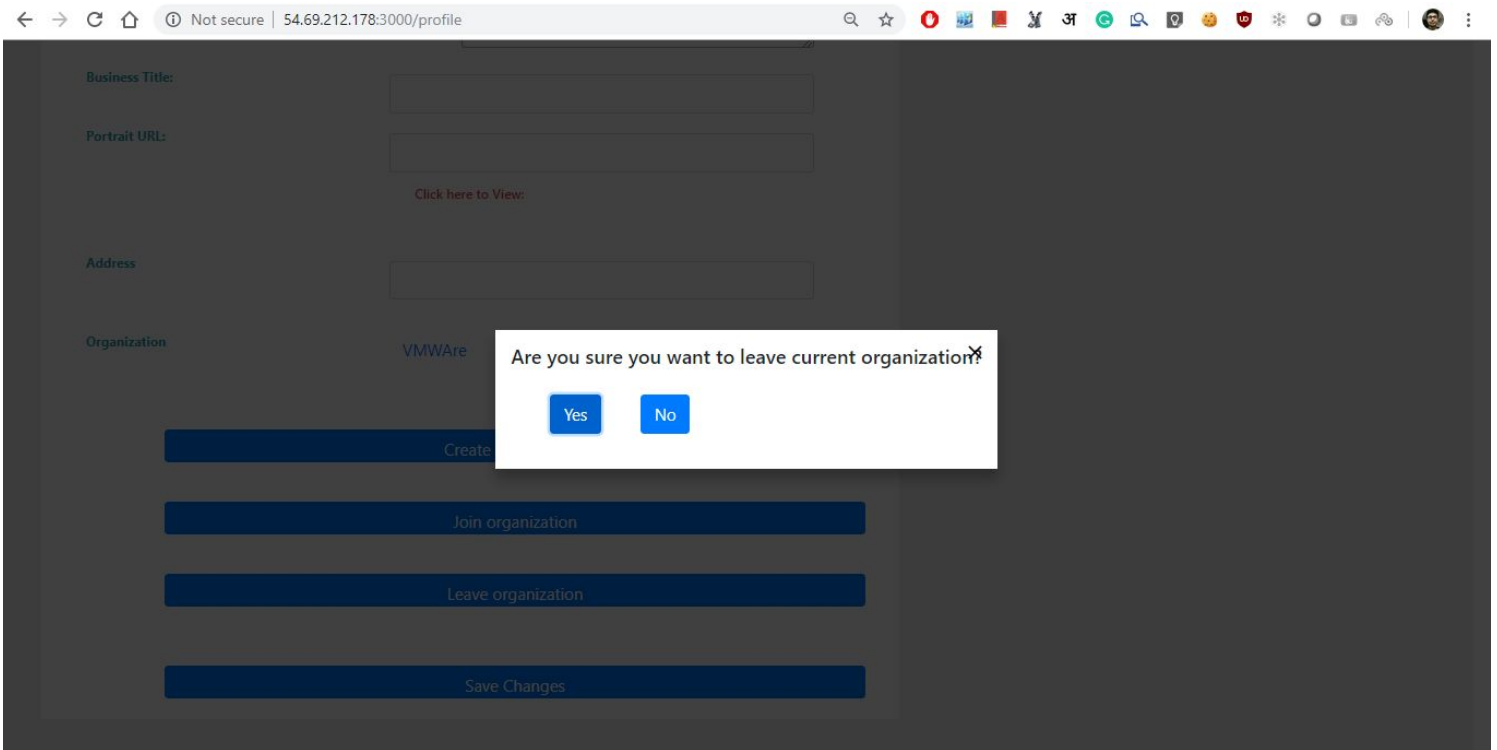 Not secure | 54.69.212.178:3000/profile
Business Title:
Portrait URL:
Click here to View:
Address
Organization
VMWAre
Are you sure you want to leave current organization?
Yes
No
Create
Join organization
Leave organization
Save Changes